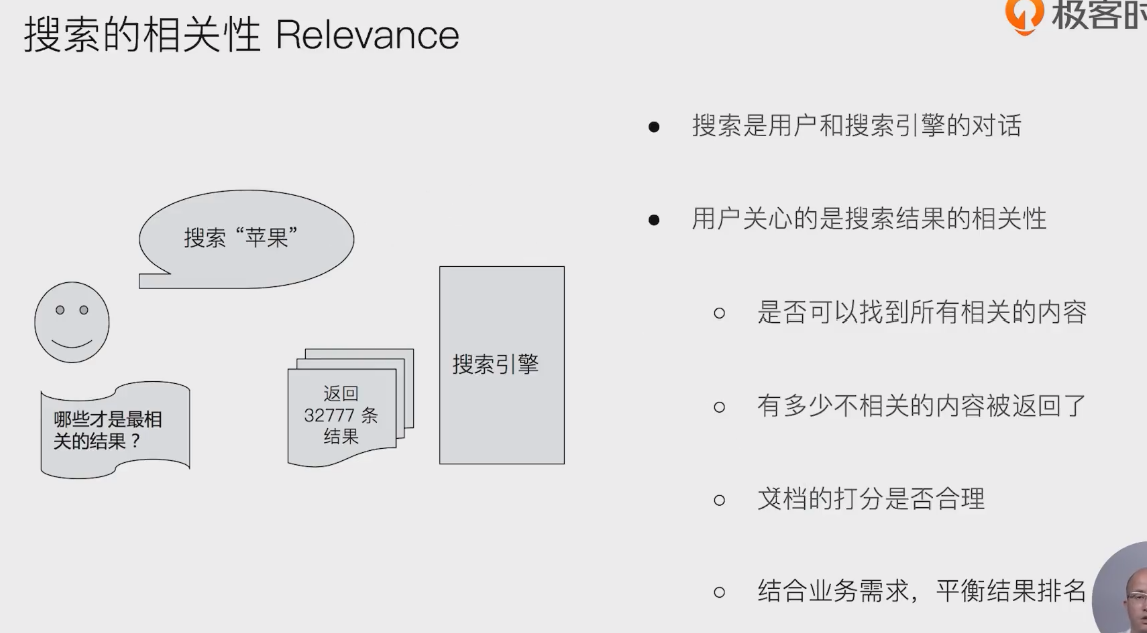 搜索的相关性 Relevance
极客时
搜索“苹果”
哪些才是最相
关的结果？
返回
32777 条
结果
搜索引擎
搜索是用户和搜索引擎的对话
用户关心的是搜索结果的相关性
是否可以找到所有相关的内容
有多少不相关的内容被返回了
文档的打分是否合理
结合业务需求，平衡结果排名